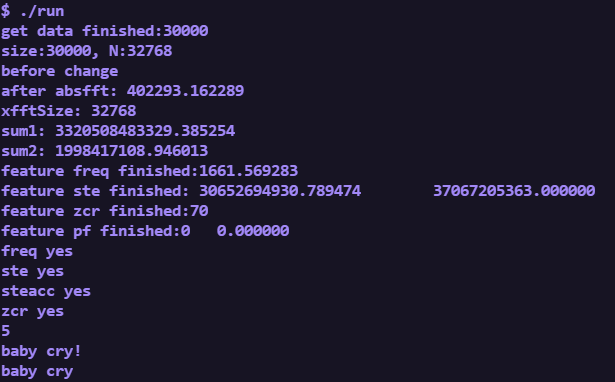 $ ./run
get data finished:30000
size:30000, N:32768
before change
after absfft: 402293.162289
xfftSize: 32768
sum1: 3320508483329.385254
sum2: 1998417108.946013
feature freq finished:1661.569283
feature ste finished: 30652694930.789474 37067205363.000000
feature zcr finished:70
feature pf finished:0 0.000000
freq yes
ste yes
steacc yes
zcr yes
5
baby cry!
baby cry